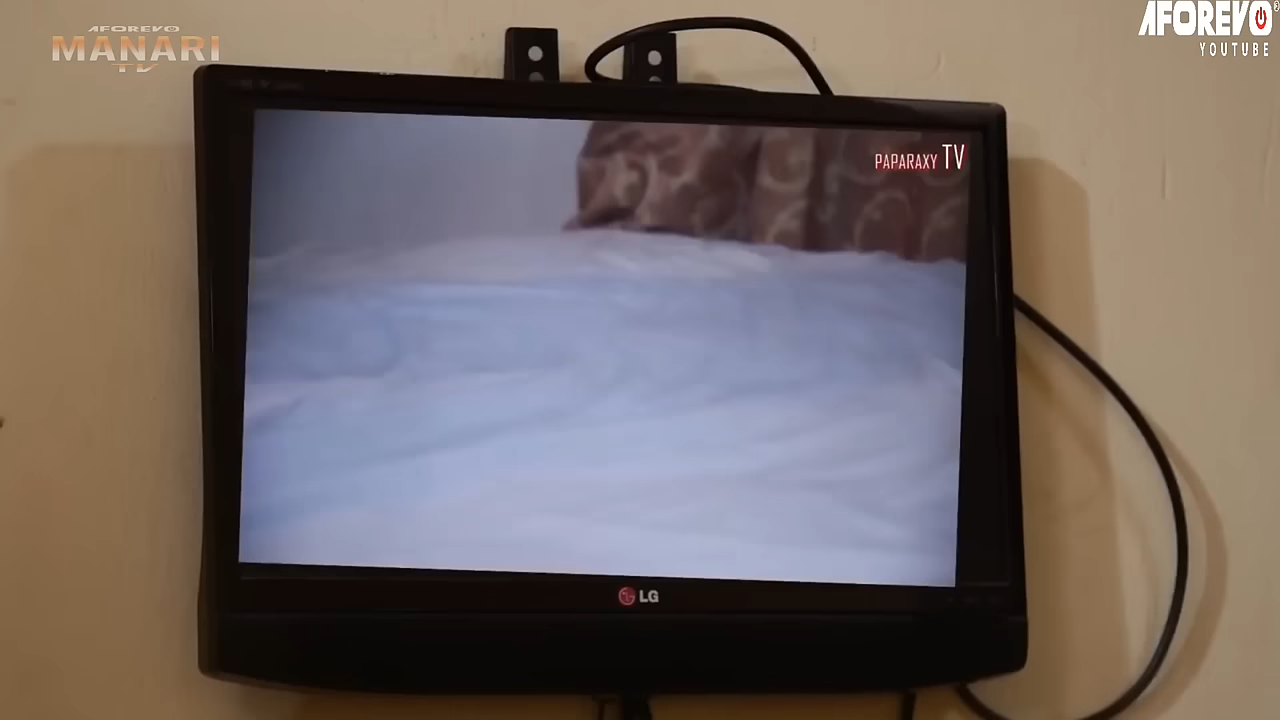 AFOREVO
MANARI
TV
AFOREVO
YOUTUBE
PAPARAXY TV
LG